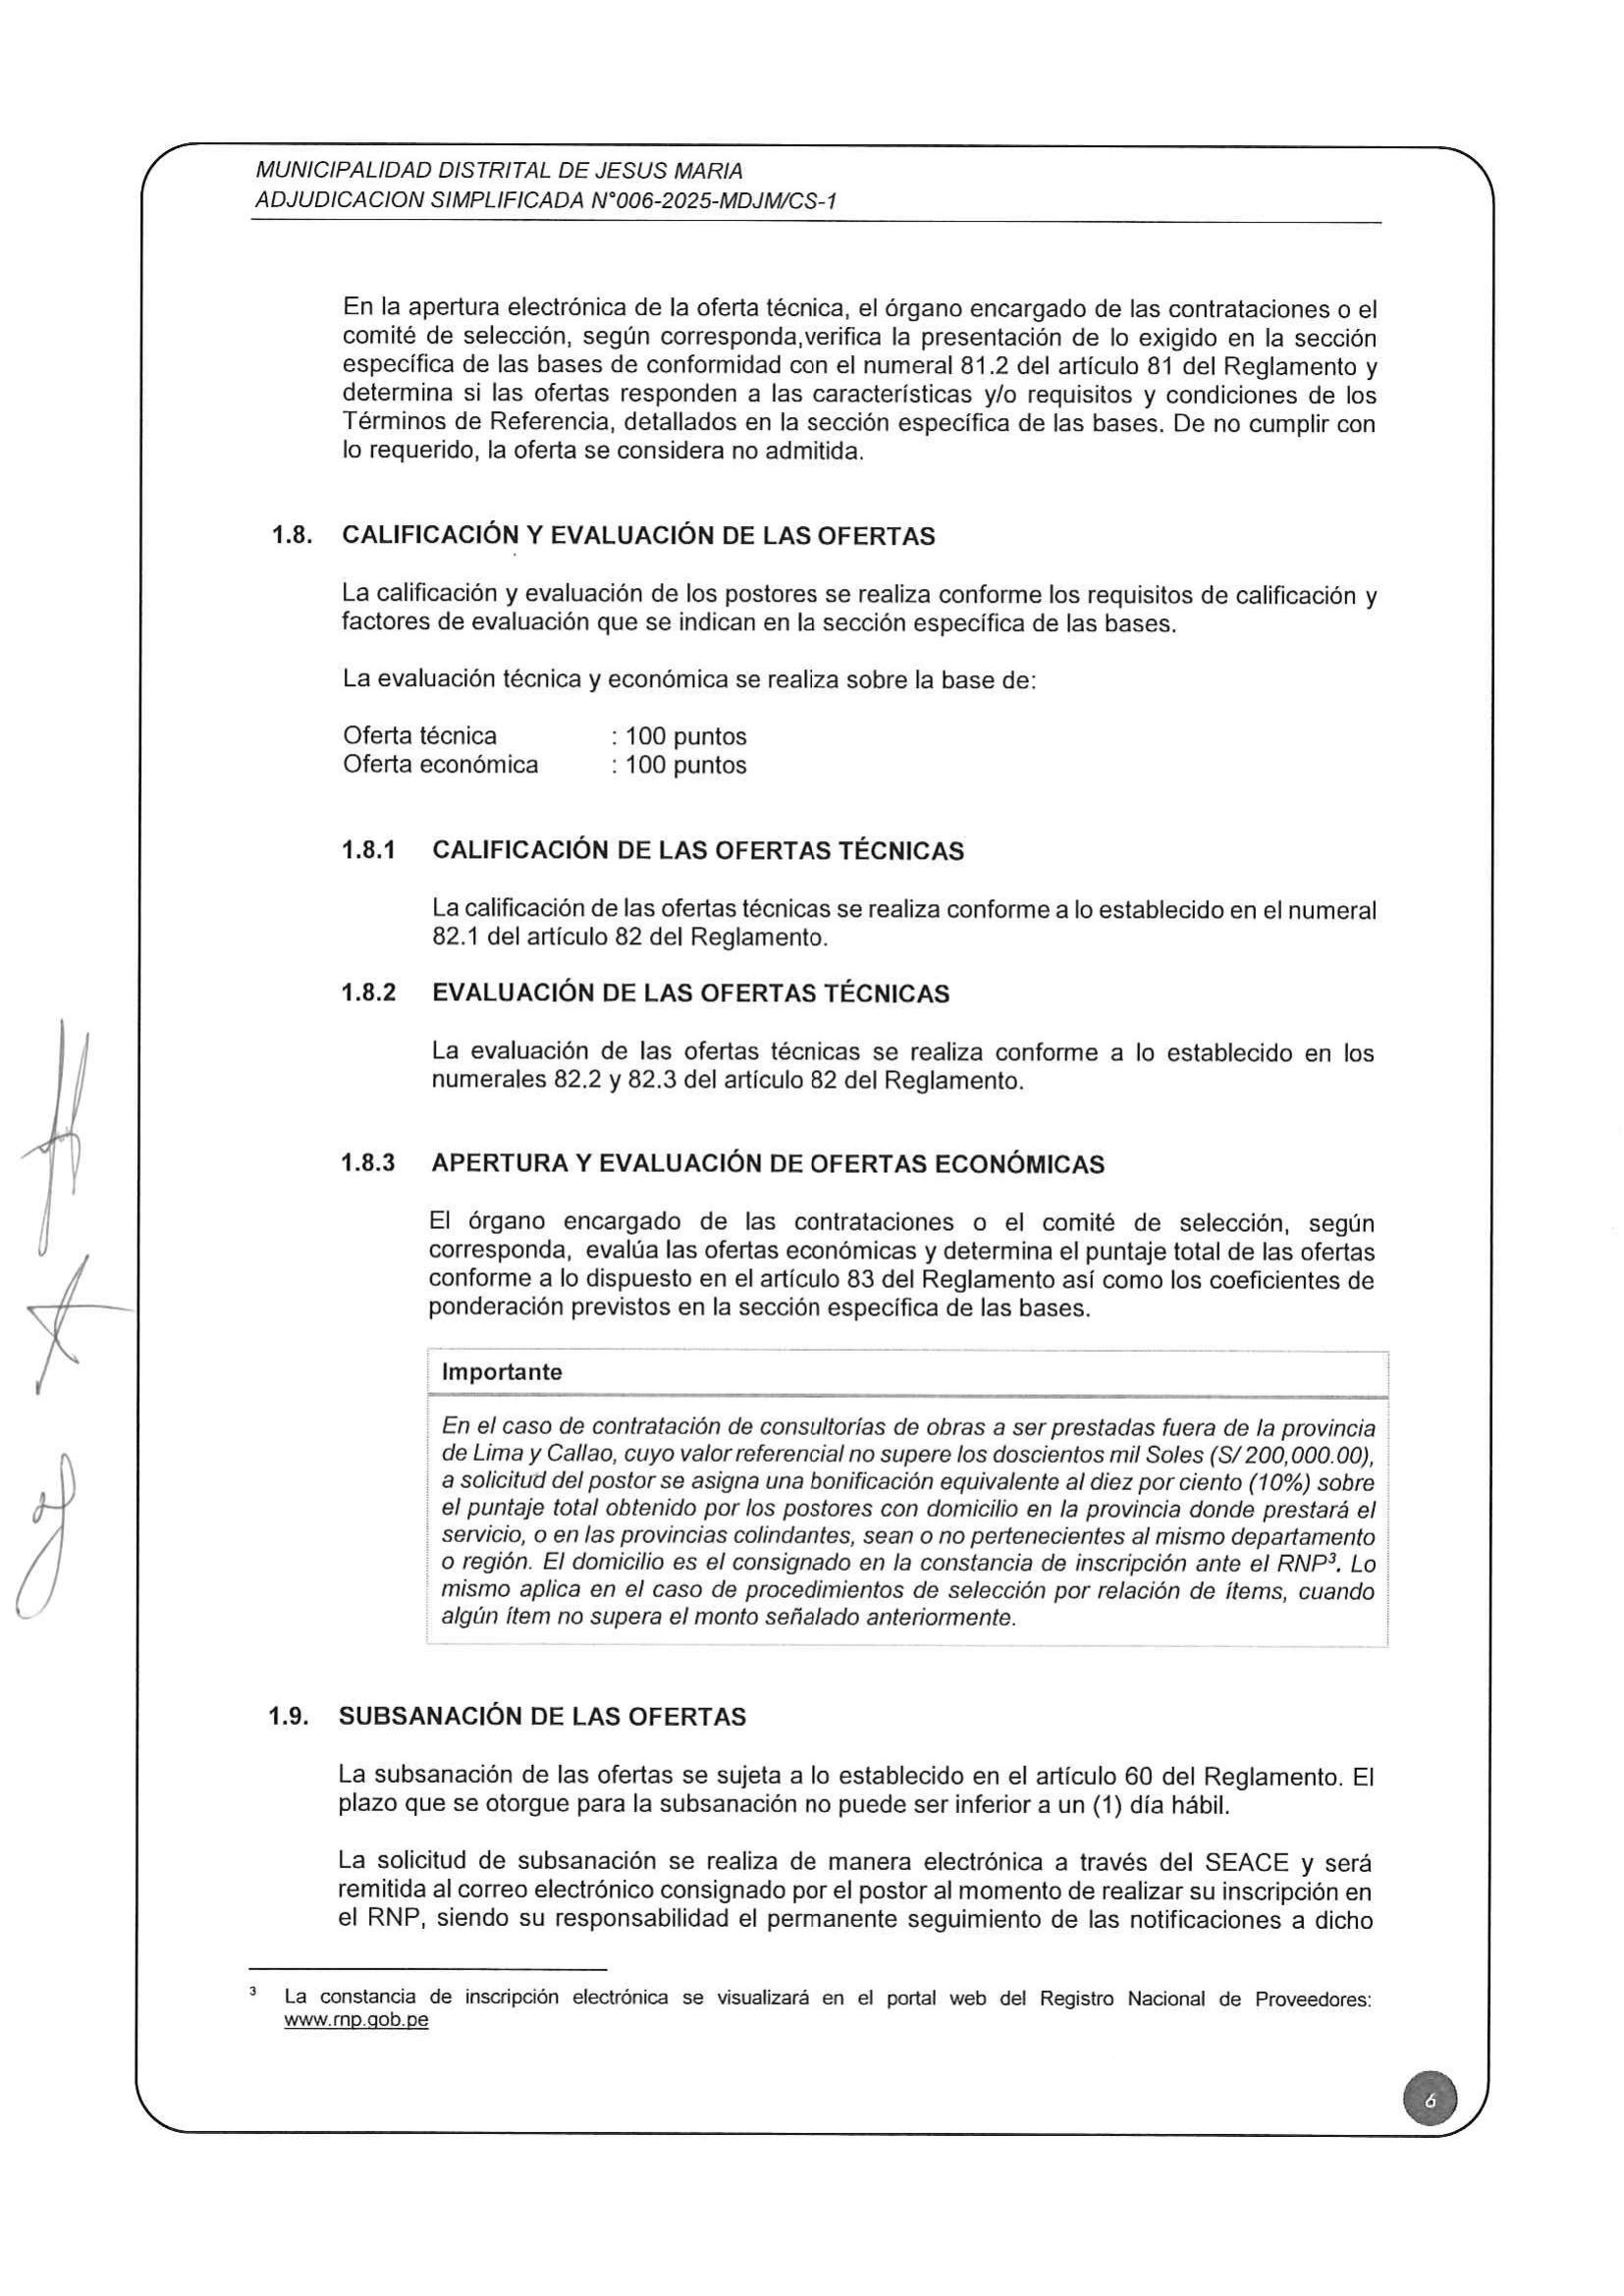 MUNICIPALIDAD DISTRITAL DE JESUS MARIA
ADJUDICACION SIMPLIFICADA N°006-2025-MDJM/CS-1
En la apertura electrónica de la oferta técnica, el órgano encargado de las contrataciones o el
comité de selección, según corresponda,verifica la presentación de lo exigido en la sección
específica de las bases de conformidad con el numeral 81.2 del artículo 81 del Reglamento y
determina si las ofertas responden a las características y/o requisitos y condiciones de los
Términos de Referencia, detallados en la sección específica de las bases. De no cumplir con
lo requerido, la oferta se considera no admitida.
1.8. CALIFICACIÓN Y EVALUACIÓN DE LAS OFERTAS
La calificación y evaluación de los postores se realiza conforme los requisitos de calificación y
factores de evaluación que se indican en la sección específica de las bases.
La evaluación técnica y económica se realiza sobre la base de:
Oferta técnica : 100 puntos
Oferta económica : 100 puntos
1.8.1 CALIFICACIÓN DE LAS OFERTAS TÉCNICAS
La calificación de las ofertas técnicas se realiza conforme a lo establecido en el numeral
82.1 del artículo 82 del Reglamento.
1.8.2 EVALUACIÓN DE LAS OFERTAS TÉCNICAS
La evaluación de las ofertas técnicas se realiza conforme a lo establecido en los
numerales 82.2 y 82.3 del artículo 82 del Reglamento.
1.8.3 APERTURA Y EVALUACIÓN DE OFERTAS ECONÓMICAS
El órgano encargado de las contrataciones o el comité de selección, según
corresponda, evalúa las ofertas económicas y determina el puntaje total de las ofertas
conforme a lo dispuesto en el artículo 83 del Reglamento así como los coeficientes de
ponderación previstos en la sección específica de las bases.
Importante
En el caso de contratación de consultorías de obras a ser prestadas fuera de la provincia
de Lima y Callao, cuyo valor referencial no supere los doscientos mil Soles (S/ 200,000.00),
a solicitud del postor se asigna una bonificación equivalente al diez por ciento (10%) sobre
el puntaje total obtenido por los postores con domicilio en la provincia donde prestará el
servicio, o en las provincias colindantes, sean o no pertenecientes al mismo departamento
o región. El domicilio es el consignado en la constancia de inscripción ante el RNP³. Lo
mismo aplica en el caso de procedimientos de selección por relación de ítems, cuando
algún ítem no supera el monto señalado anteriormente.
1.9. SUBSANACIÓN DE LAS OFERTAS
La subsanación de las ofertas se sujeta a lo establecido en el artículo 60 del Reglamento. El
plazo que se otorgue para la subsanación no puede ser inferior a un (1) día hábil.
La solicitud de subsanación se realiza de manera electrónica a través del SEACE y será
remitida al correo electrónico consignado por el postor al momento de realizar su inscripción en
el RNP, siendo su responsabilidad el permanente seguimiento de las notificaciones a dicho
³ La constancia de inscripción electrónica se visualizará en el portal web del Registro Nacional de Proveedores:
www.rnp.gob.pe
6